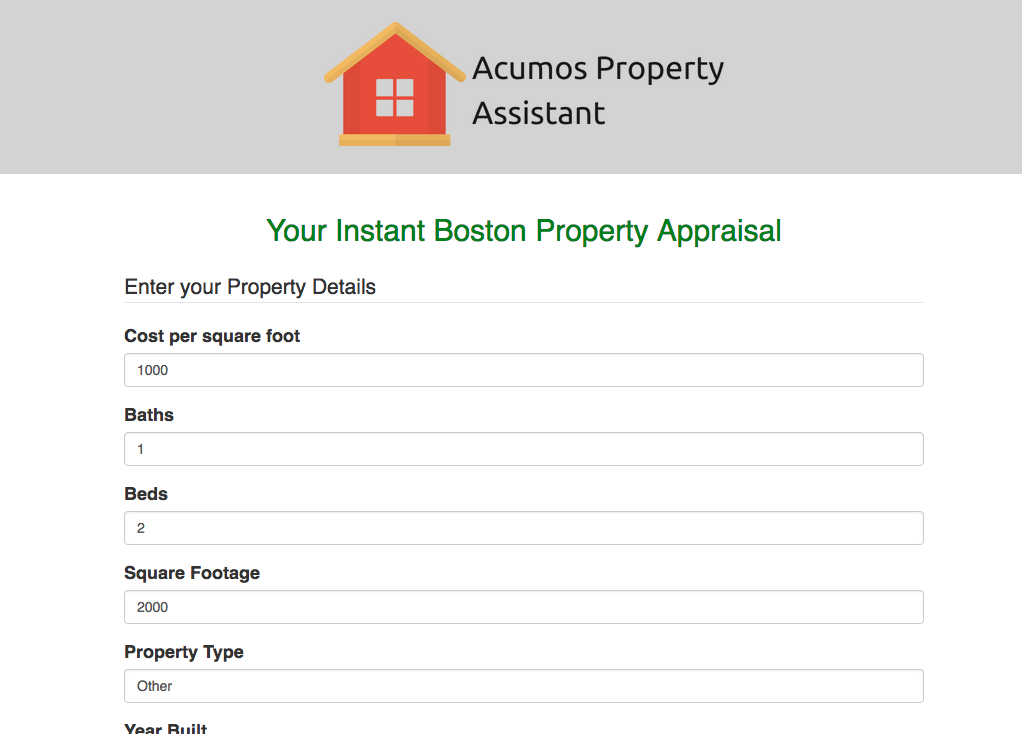 Acumos Property
Assistant
Your Instant Boston Property Appraisal
Enter your Property Details
Cost per square foot
1000
Baths
1
Beds
2
Square Footage
2000
Property Type
Other
Year Built